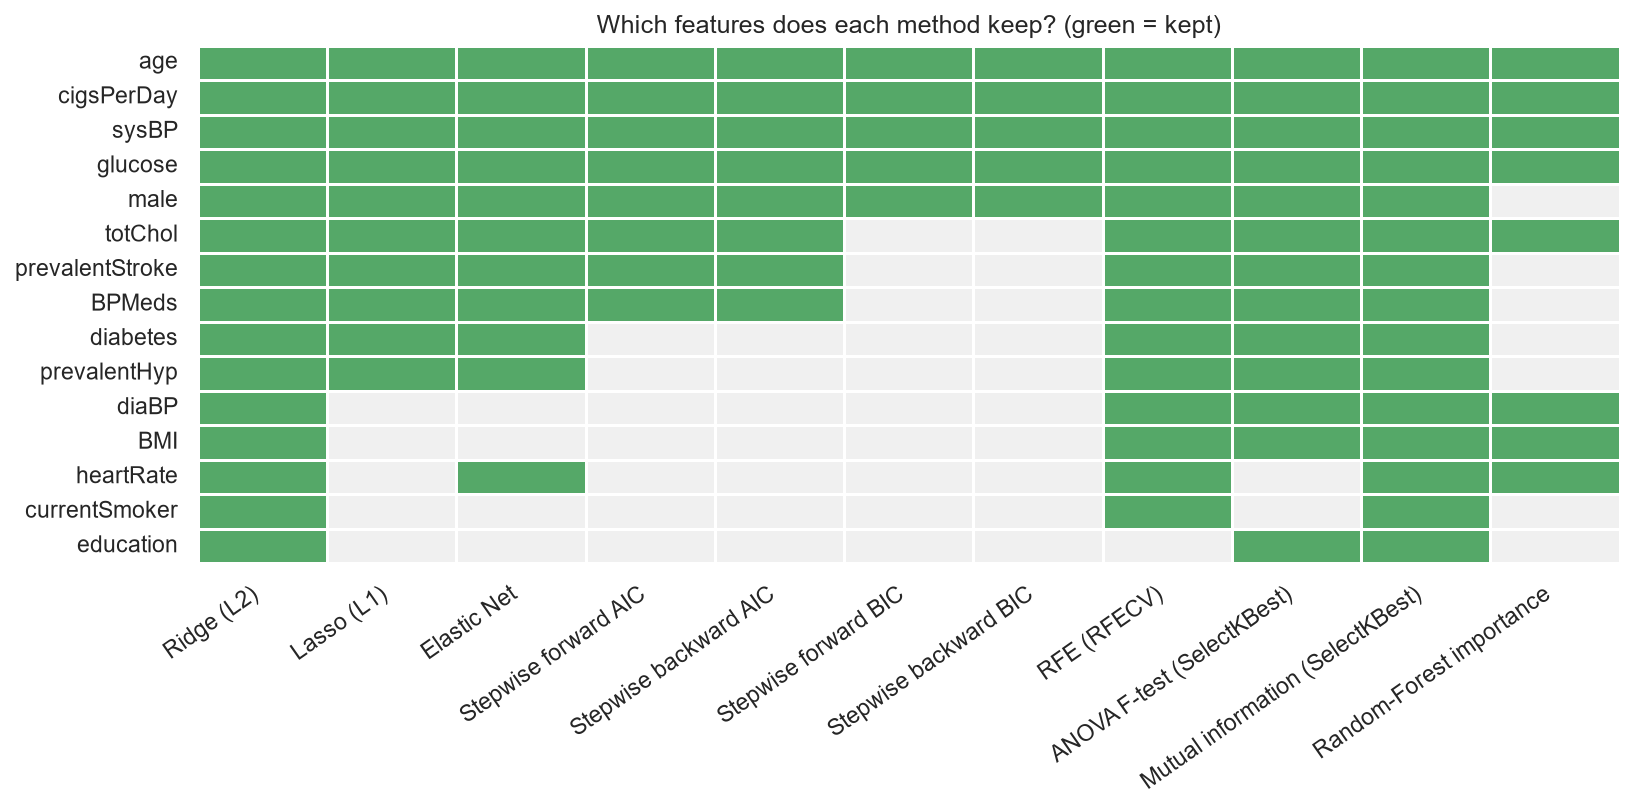 Which features does each method keep? (green = kept)
age
cigsPerDay
sysBP
glucose
male
totChol
prevalentStroke
BPMeds
diabetes
prevalentHyp
diaBP
BMI
heartRate
currentSmoker
education
Ridge (L2)
Lasso (L1)
Elastic Net
Stepwise forward AIC
Stepwise backward AIC
Stepwise forward BIC
Stepwise backward BIC
RFE (RFECV)
ANOVA F-test (SelectKBest)
Mutual information (SelectKBest)
Random-Forest importance